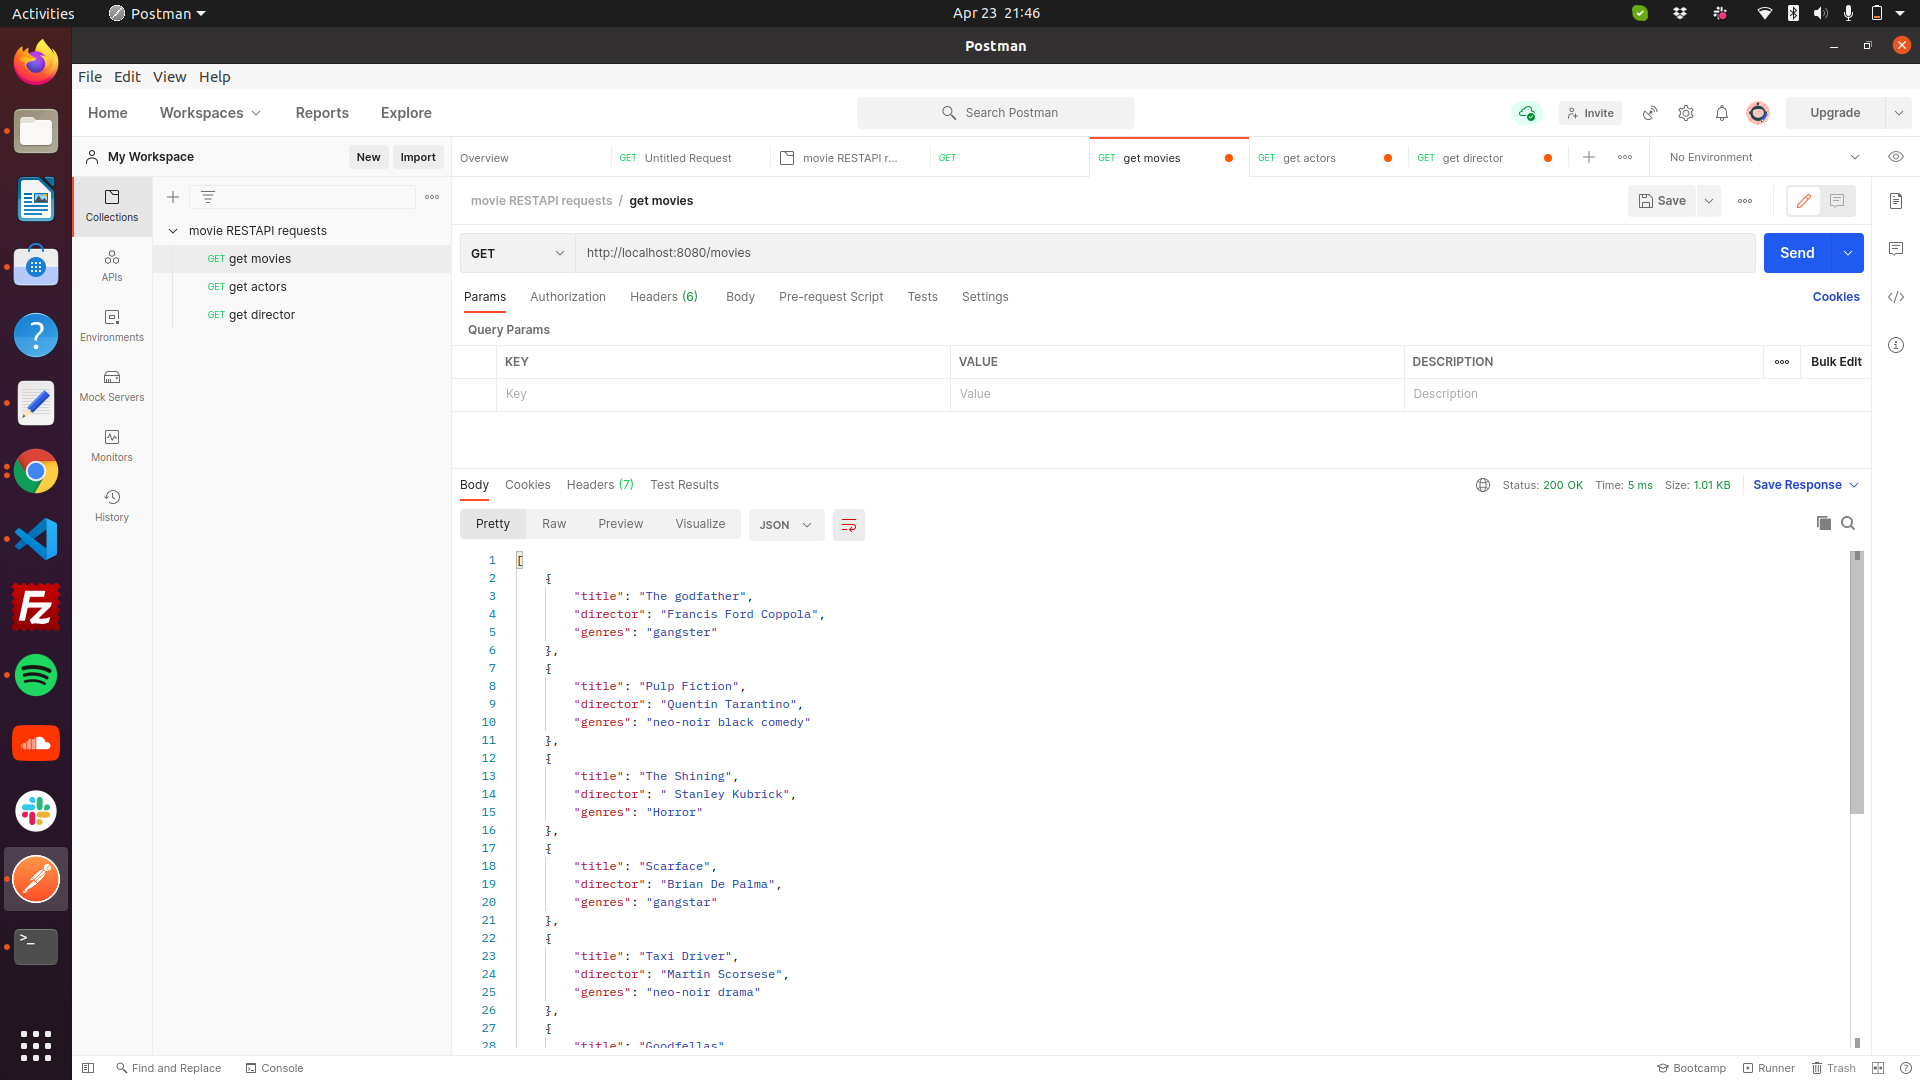 Activities Postman Apr 23 21:46
Postman
File Edit View Help
Home Workspaces Reports Explore Search Postman Invite Upgrade
My Workspace New Import Overview GET Untitled Request movie RESTAPI r... GET GET get movies GET get actors GET get director No Environment
Collections
APIs
Environments
Mock Servers
Monitors
History
movie RESTAPI requests
GET get movies
GET get actors
GET get director
movie RESTAPI requests / get movies Save
GET http://localhost:8080/movies Send
Params Authorization Headers (6) Body Pre-request Script Tests Settings Cookies
Query Params
KEY VALUE DESCRIPTION Bulk Edit
Key Value Description
Body Cookies Headers (7) Test Results Status: 200 OK Time: 5 ms Size: 1.01 KB Save Response
Pretty Raw Preview Visualize JSON
1 [
2 {
3 "title": "The godfather",
4 "director": "Francis Ford Coppola",
5 "genres": "gangster"
6 },
7 {
8 "title": "Pulp Fiction",
9 "director": "Quentin Tarantino",
10 "genres": "neo-noir black comedy"
11 },
12 {
13 "title": "The Shining",
14 "director": " Stanley Kubrick",
15 "genres": "Horror"
16 },
17 {
18 "title": "Scarface",
19 "director": "Brian De Palma",
20 "genres": "gangstar"
21 },
22 {
23 "title": "Taxi Driver",
24 "director": "Martin Scorsese",
25 "genres": "neo-noir drama"
26 },
27 {
28 "title": "Goodfellas"
Find and Replace Console Bootcamp Runner Trash